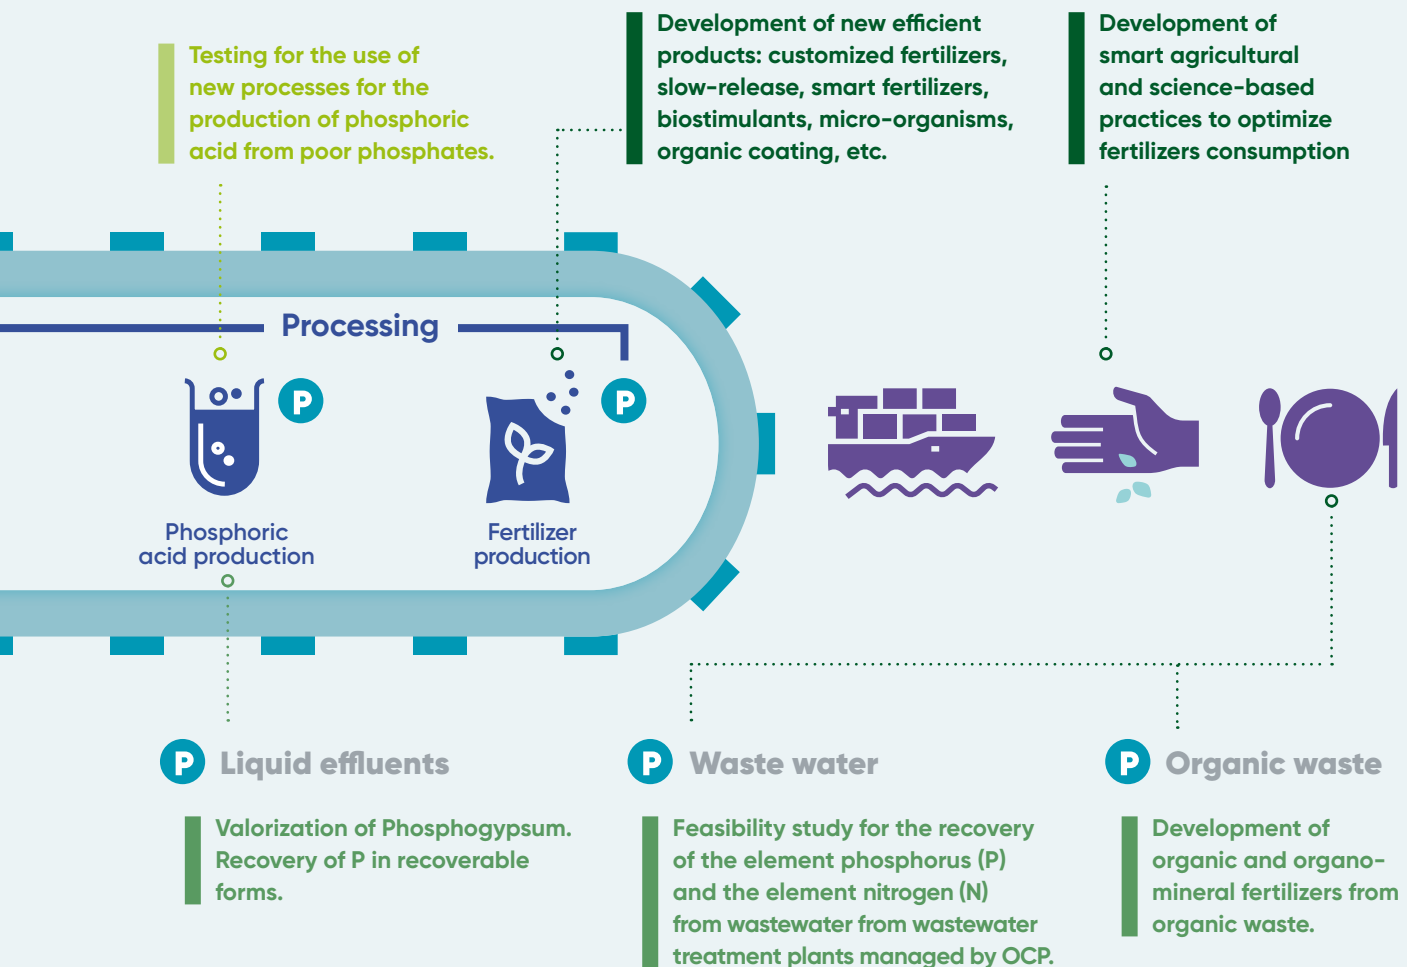 Testing for the use of
new processes for the
production of phosphoric
acid from poor phosphates.
Development of new efficient
products: customized fertilizers,
slow-release, smart fertilizers,
biostimulants, micro-organisms,
organic coating, etc.
Development of
smart agricultural
and science-based
practices to optimize
fertilizers consumption
Processing
P
P
Phosphoric
acid production
Fertilizer
production
P Liquid effluents
Valorization of Phosphogypsum.
Recovery of P in recoverable
forms.
P Waste water
Feasibility study for the recovery
of the element phosphorus (P)
and the element nitrogen (N)
from wastewater from wastewater
treatment plants managed by OCP.
P Organic waste
Development of
organic and organo-
mineral fertilizers from
organic waste.